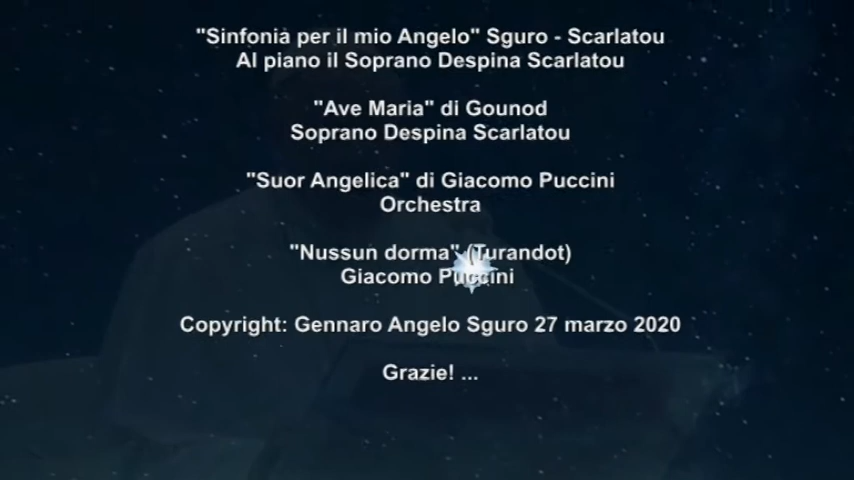 "Sinfonia per il mio Angelo" Sguro - Scarlatou
Al piano il Soprano Despina Scarlatou
"Ave Maria" di Gounod
Soprano Despina Scarlatou
"Suor Angelica" di Giacomo Puccini
Orchestra
"Nussun dorma" (Turandot)
Giacomo Puccini
Copyright: Gennaro Angelo Sguro 27 marzo 2020
Grazie! ...